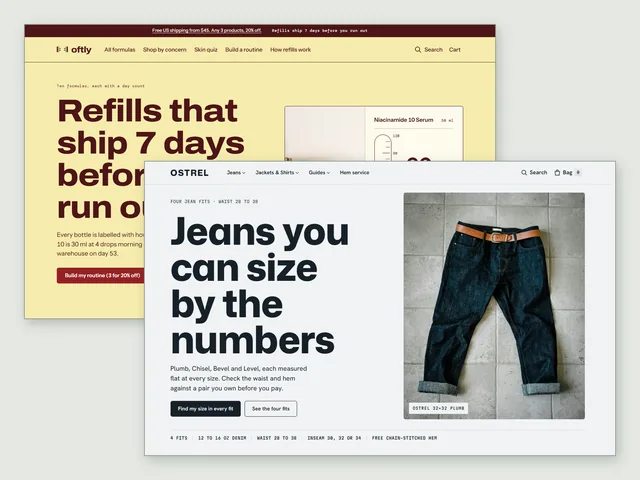 Free US shipping from $45. Any 3 products, 20% off. Refills ship 7 days before you run out
oftly All formulas Shop by concern Skin quiz Build a routine How refills work Search Cart
Ten formulas, each with a day count
Refills that
ship 7 days
befor
run ou
Every bottle is labelled with how
10 is 30 ml at 4 drops morning
warehouse on day 53.
Build my routine (3 for 20% off)
Niacinamide 10 Serum 30 ml
OSTREL Jeans Jackets & Shirts Guides Hem service Search Bag 0
FOUR JEAN FITS · WAIST 28 TO 38
Jeans you
can size
by the
numbers
Plumb, Chisel, Bevel and Level, each measured
flat at every size. Check the waist and hem
against a pair you own before you pay.
Find my size in every fit See the four fits
OSTREL 32×32 PLUMB
4 FITS 12 TO 16 OZ DENIM WAIST 28 TO 38 INSEAM 30, 32 OR 34 FREE CHAIN-STITCHED HEM